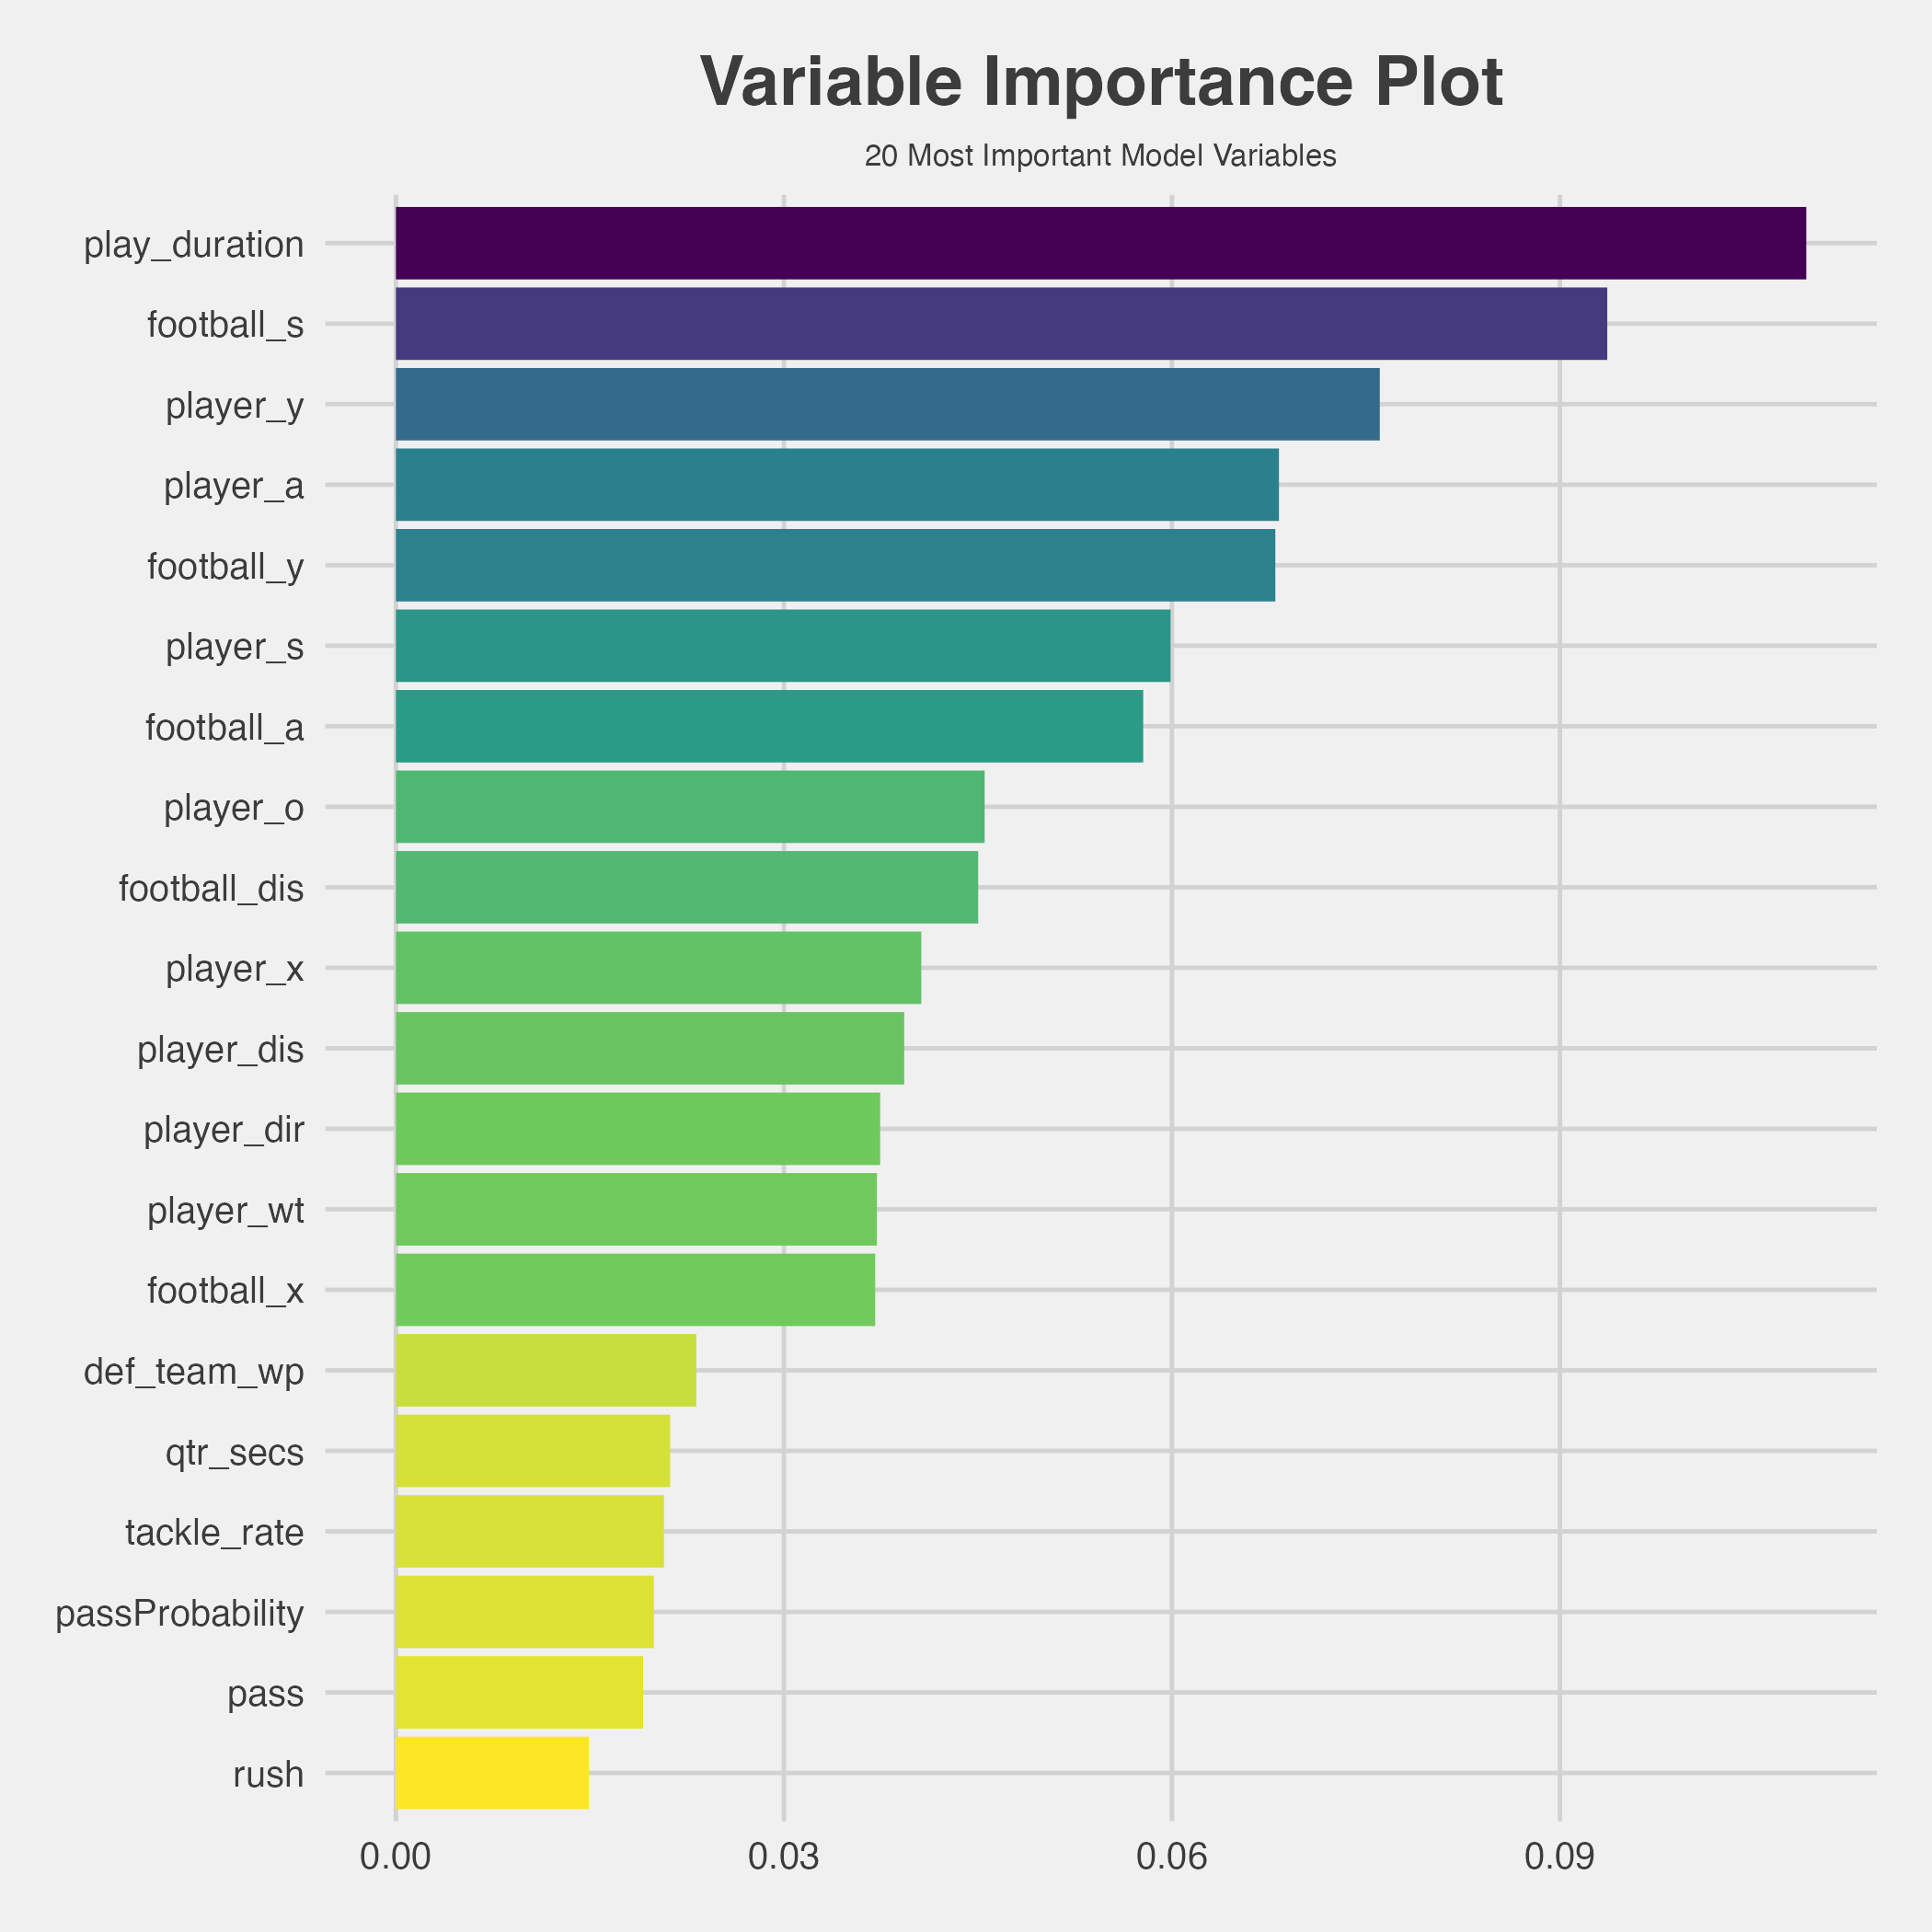 Variable Importance Plot
20 Most Important Model Variables
play_duration
football_s
player_y
player_a
football_y
player_s
football_a
player_o
football_dis
player_x
player_dis
player_dir
player_wt
football_x
def_team_wp
qtr_secs
tackle_rate
passProbability
pass
rush
0.00 0.03 0.06 0.09